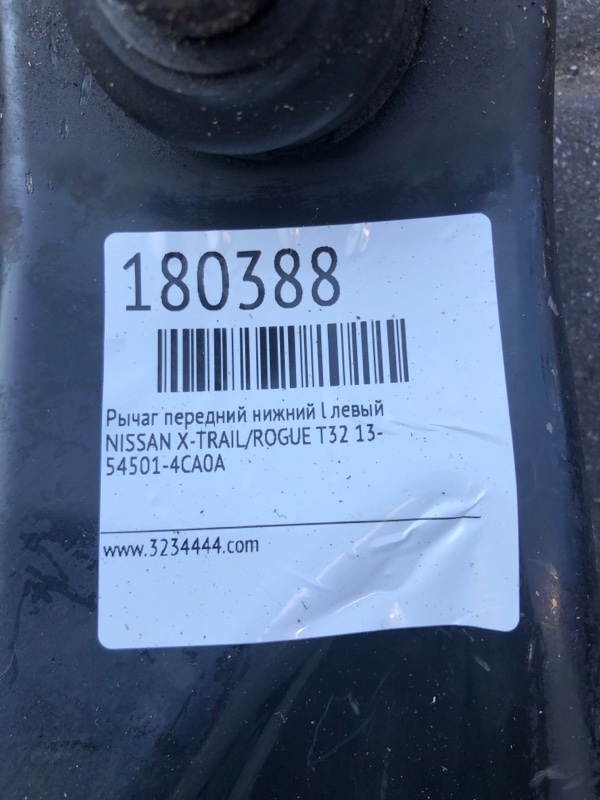 180388
Рычаг передний нижний l левый
NISSAN X-TRAIL/ROGUE T32 13-
54501-4CA0A
www.3234444.com